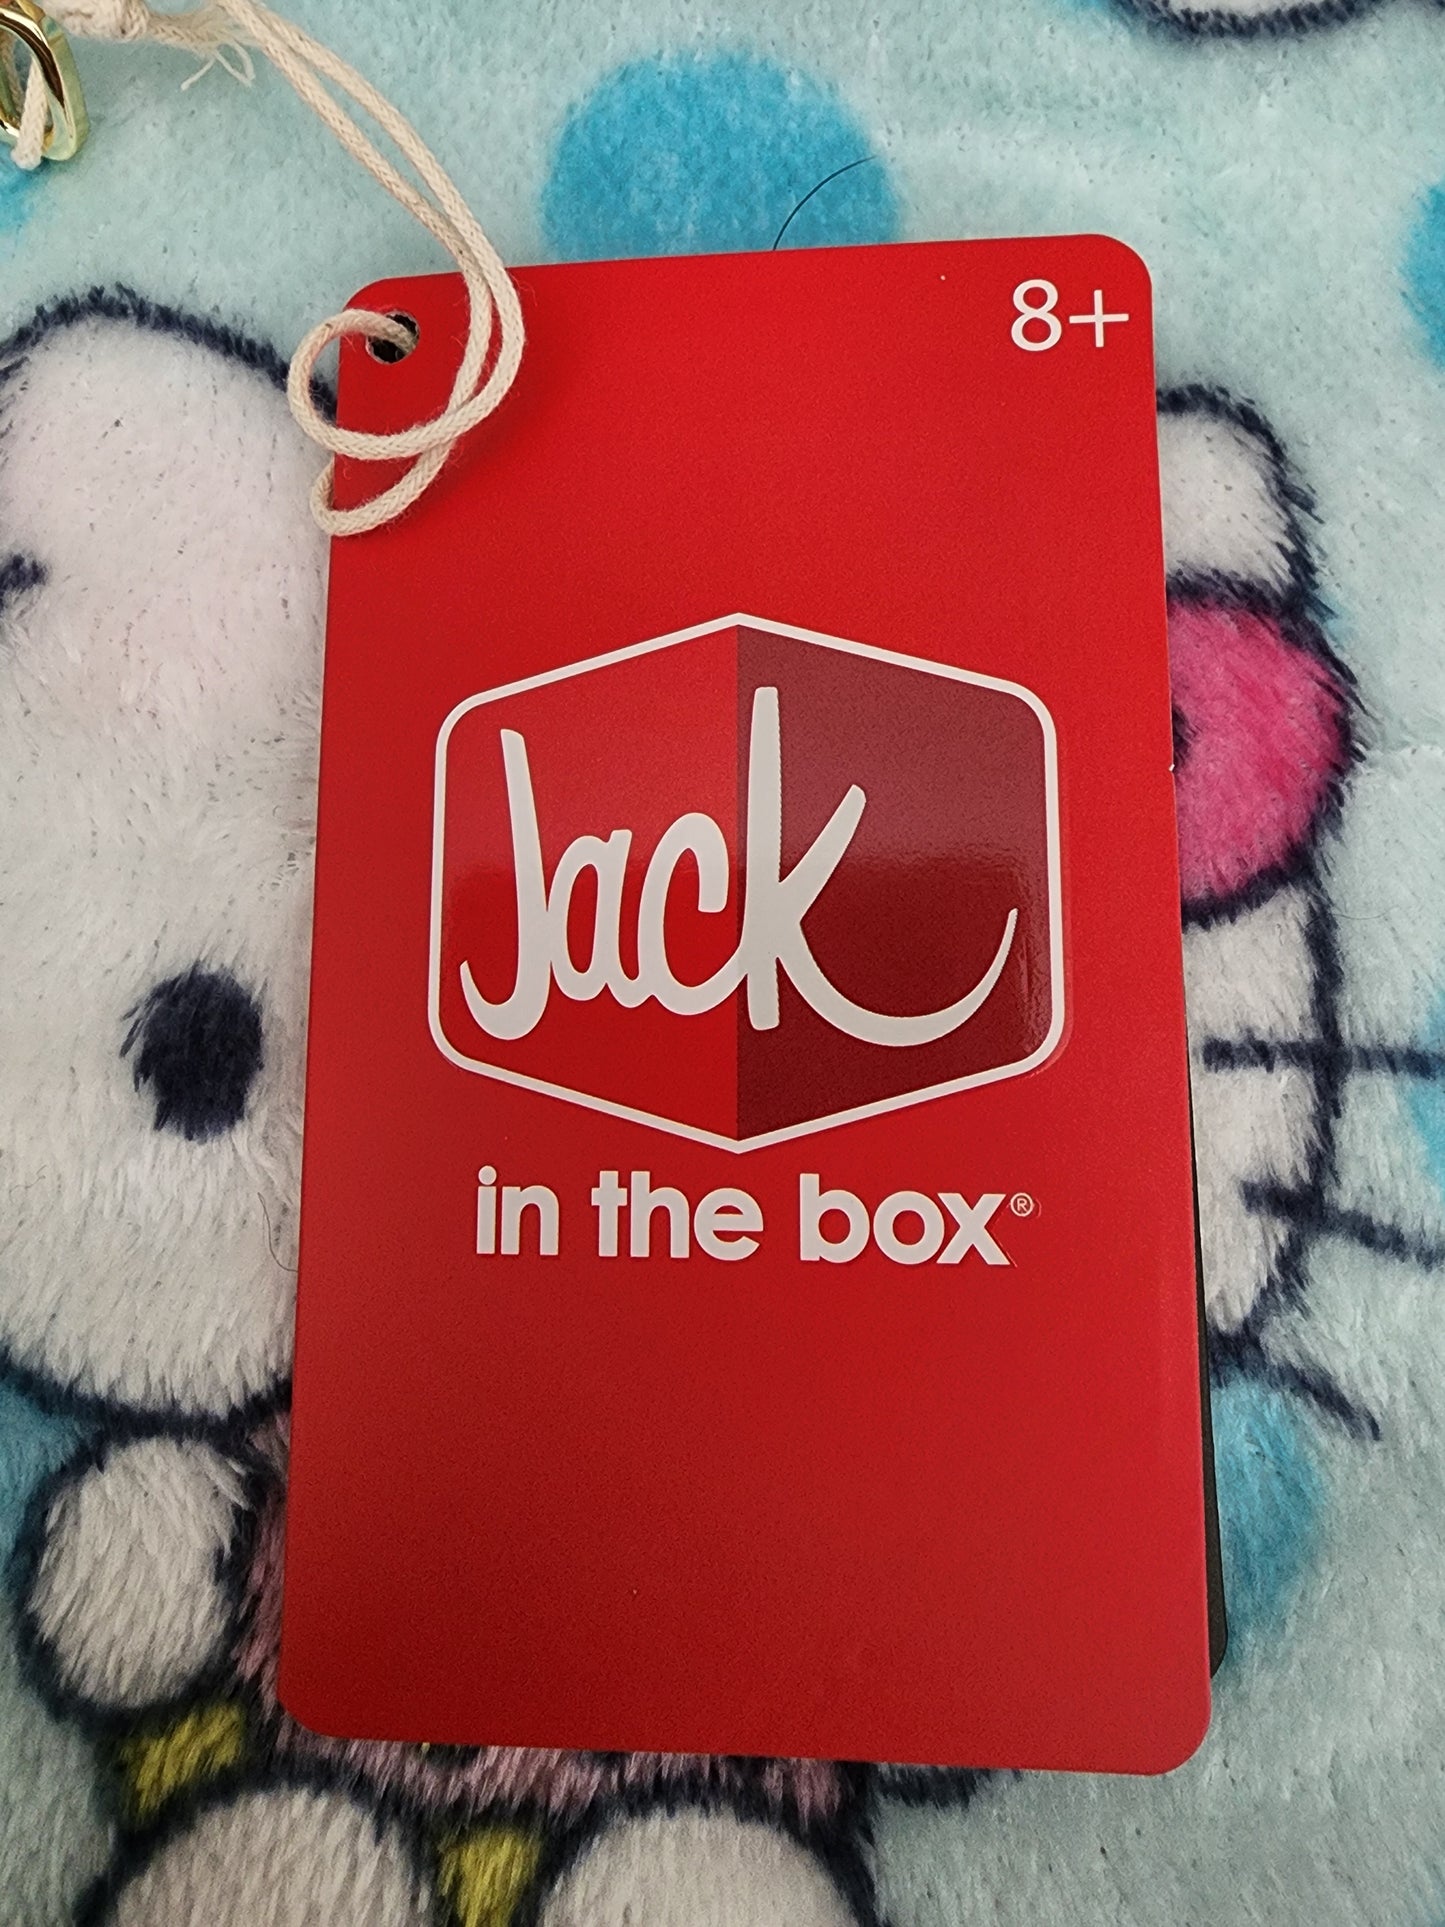 8+
Jack
in the box®